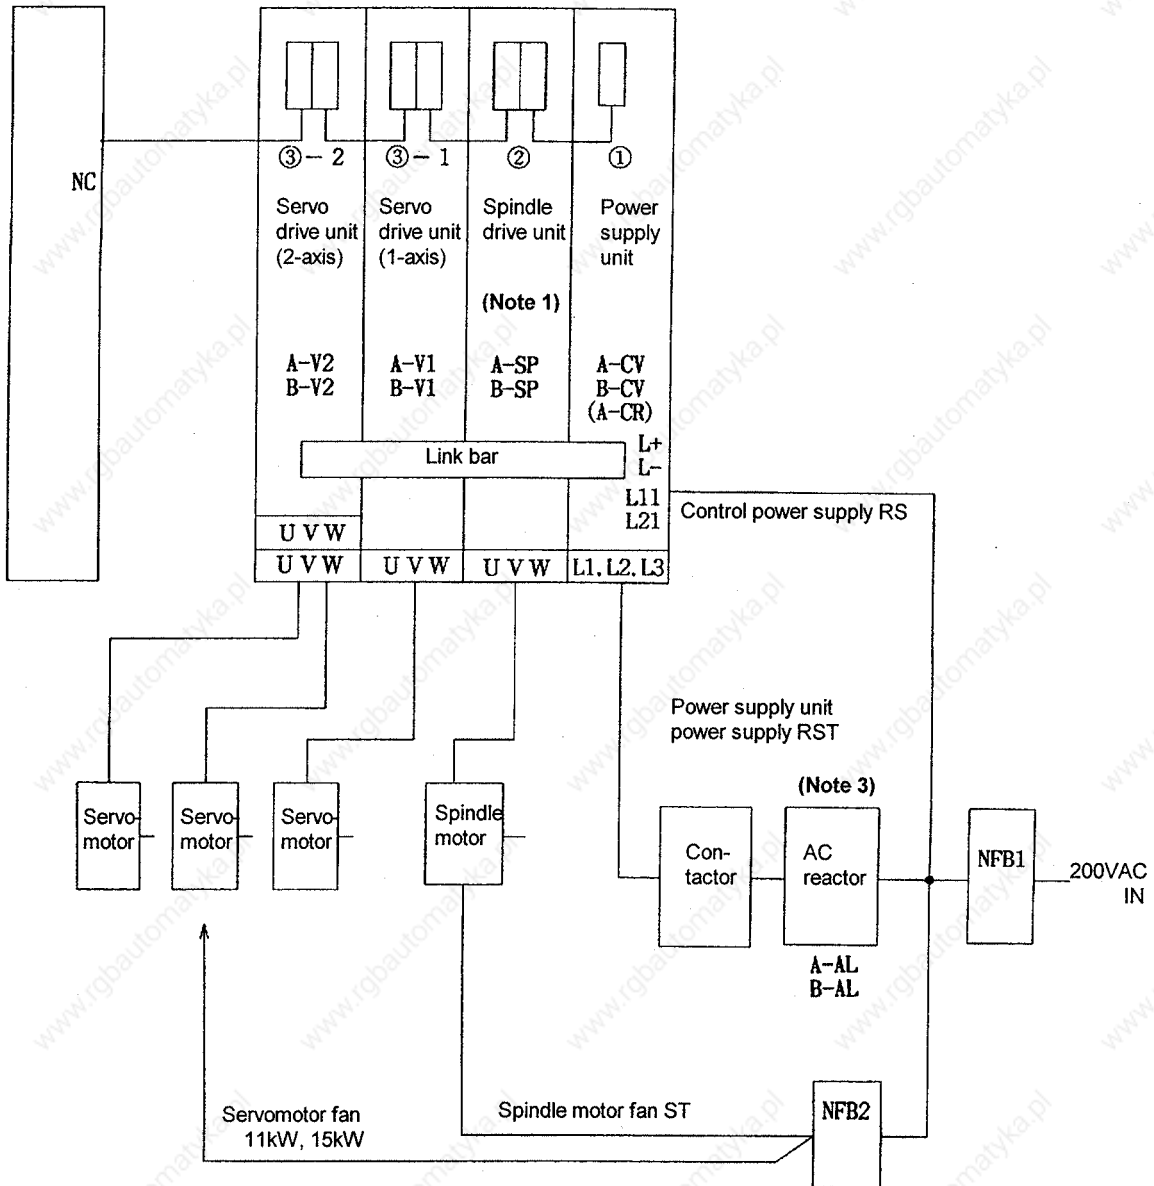 NC
③-2
③-1
②
①
Servo
drive unit
(2-axis)
Servo
drive unit
(1-axis)
Spindle
drive unit
Power
supply
unit
(Note 1)
A-V2
B-V2
A-V1
B-V1
A-SP
B-SP
A-CV
B-CV
(A-CR)
Link bar
L+
L-
L11
L21
Control power supply RS
U V W
U V W
U V W
U V W
L1, L2, L3
Power supply unit
power supply RST
(Note 3)
Servo-
motor
Servo-
motor
Servo-
motor
Spindle
motor
Con-
tactor
AC
reactor
NFB1
200VAC
IN
A-AL
B-AL
Servomotor fan
11kW, 15kW
Spindle motor fan ST
NFB2
www.rgbautomatyka.pl